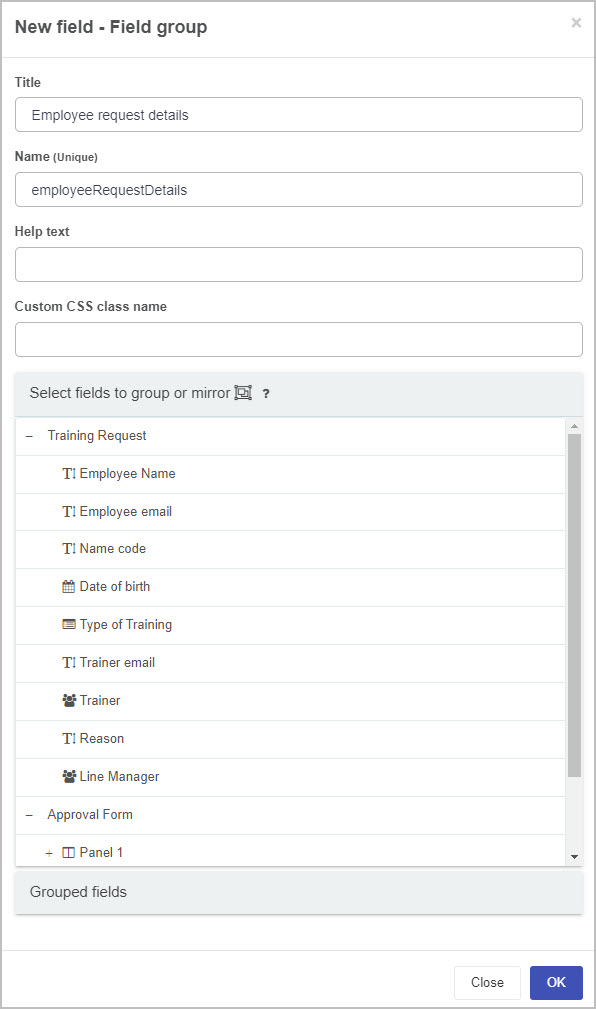 New field - Field group ×
Title
Employee request details
Name (Unique)
employeeRequestDetails
Help text
Custom CSS class name
Select fields to group or mirror ?
– Training Request
Employee Name
Employee email
Name code
Date of birth
Type of Training
Trainer email
Trainer
Reason
Line Manager
– Approval Form
+ Panel 1
Grouped fields
Close OK